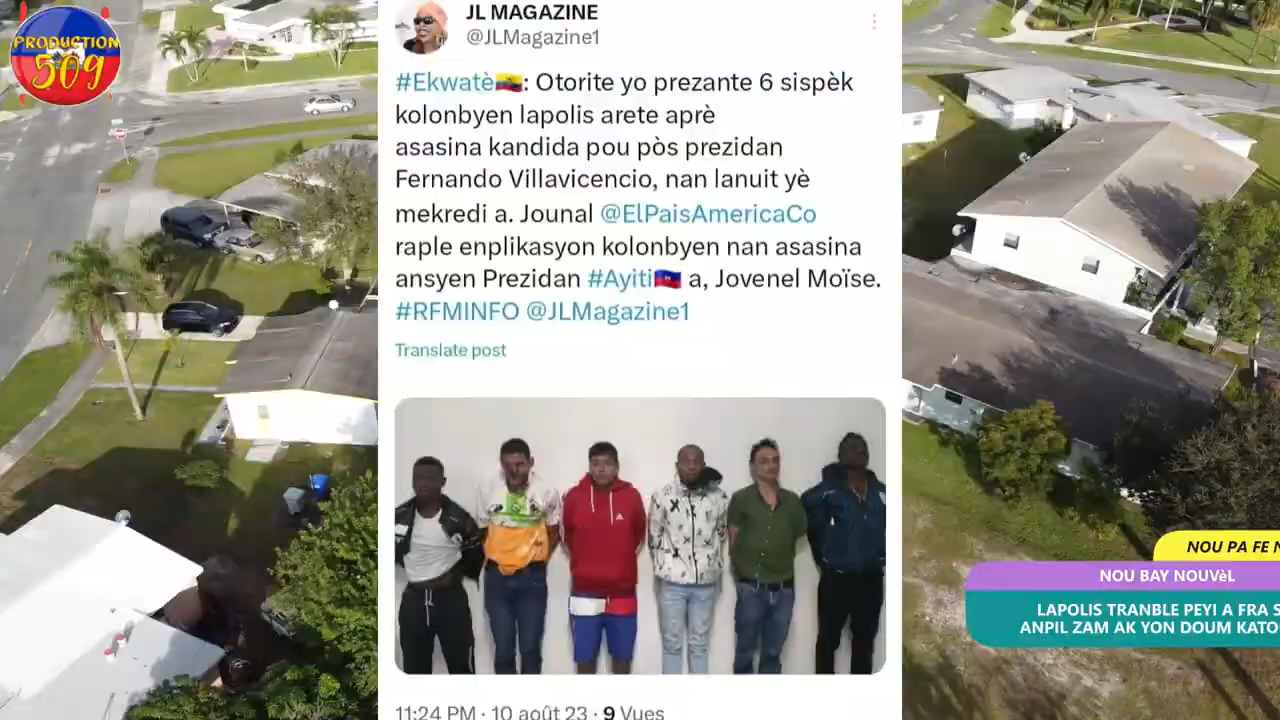 PRODUCTION
509
JL MAGAZINE
@JLMagazine1
#Ekwatè🇪🇨: Otorite yo prezante 6 sispèk
kolonbyen lapolis arete aprè
asasina kandida pou pòs prezidan
Fernando Villavicencio, nan lanuit yè
mekredi a. Jounal @ElPaisAmericaCo
raple enplikasyon kolonbyen nan asasina
ansyen Prezidan #Ayiti🇭🇹 a, Jovenel Moïse.
#RFMINFO @JLMagazine1
Translate post
11:24 PM · 10 août 23 · 9 Vues
NOU PA FE N
NOU BAY NOUVèL
LAPOLIS TRANBLE PEYI A FRA S
ANPIL ZAM AK YON DOUM KATO